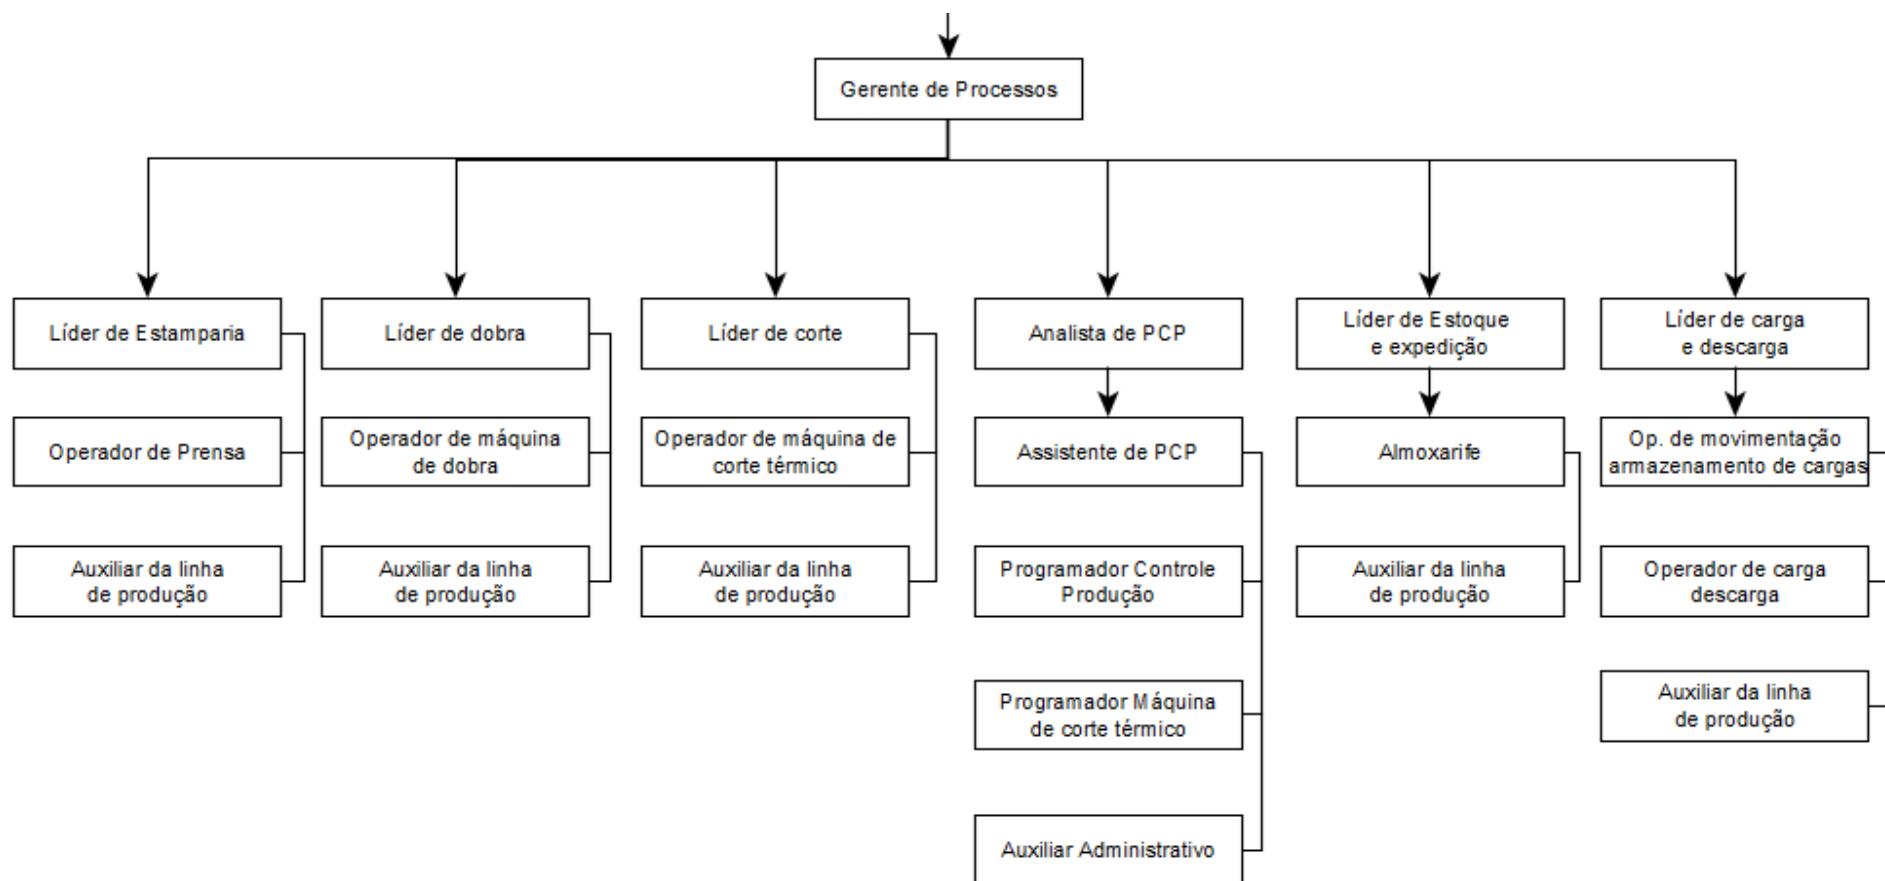 Gerente de Processos
Líder de Estamparia
Líder de dobra
Líder de corte
Analista de PCP
Líder de Estoque
e expedição
Líder de carga
e descarga
Operador de Prensa
Operador de máquina
de dobra
Operador de máquina de
corte térmico
Assistente de PCP
Almoxarife
Op. de movimentação
armazenamento de cargas
Auxiliar da linha
de produção
Auxiliar da linha
de produção
Auxiliar da linha
de produção
Programador Controle
Produção
Auxiliar da linha
de produção
Operador de carga
descarga
Programador Máquina
de corte térmico
Auxiliar da linha
de produção
Auxiliar Administrativo